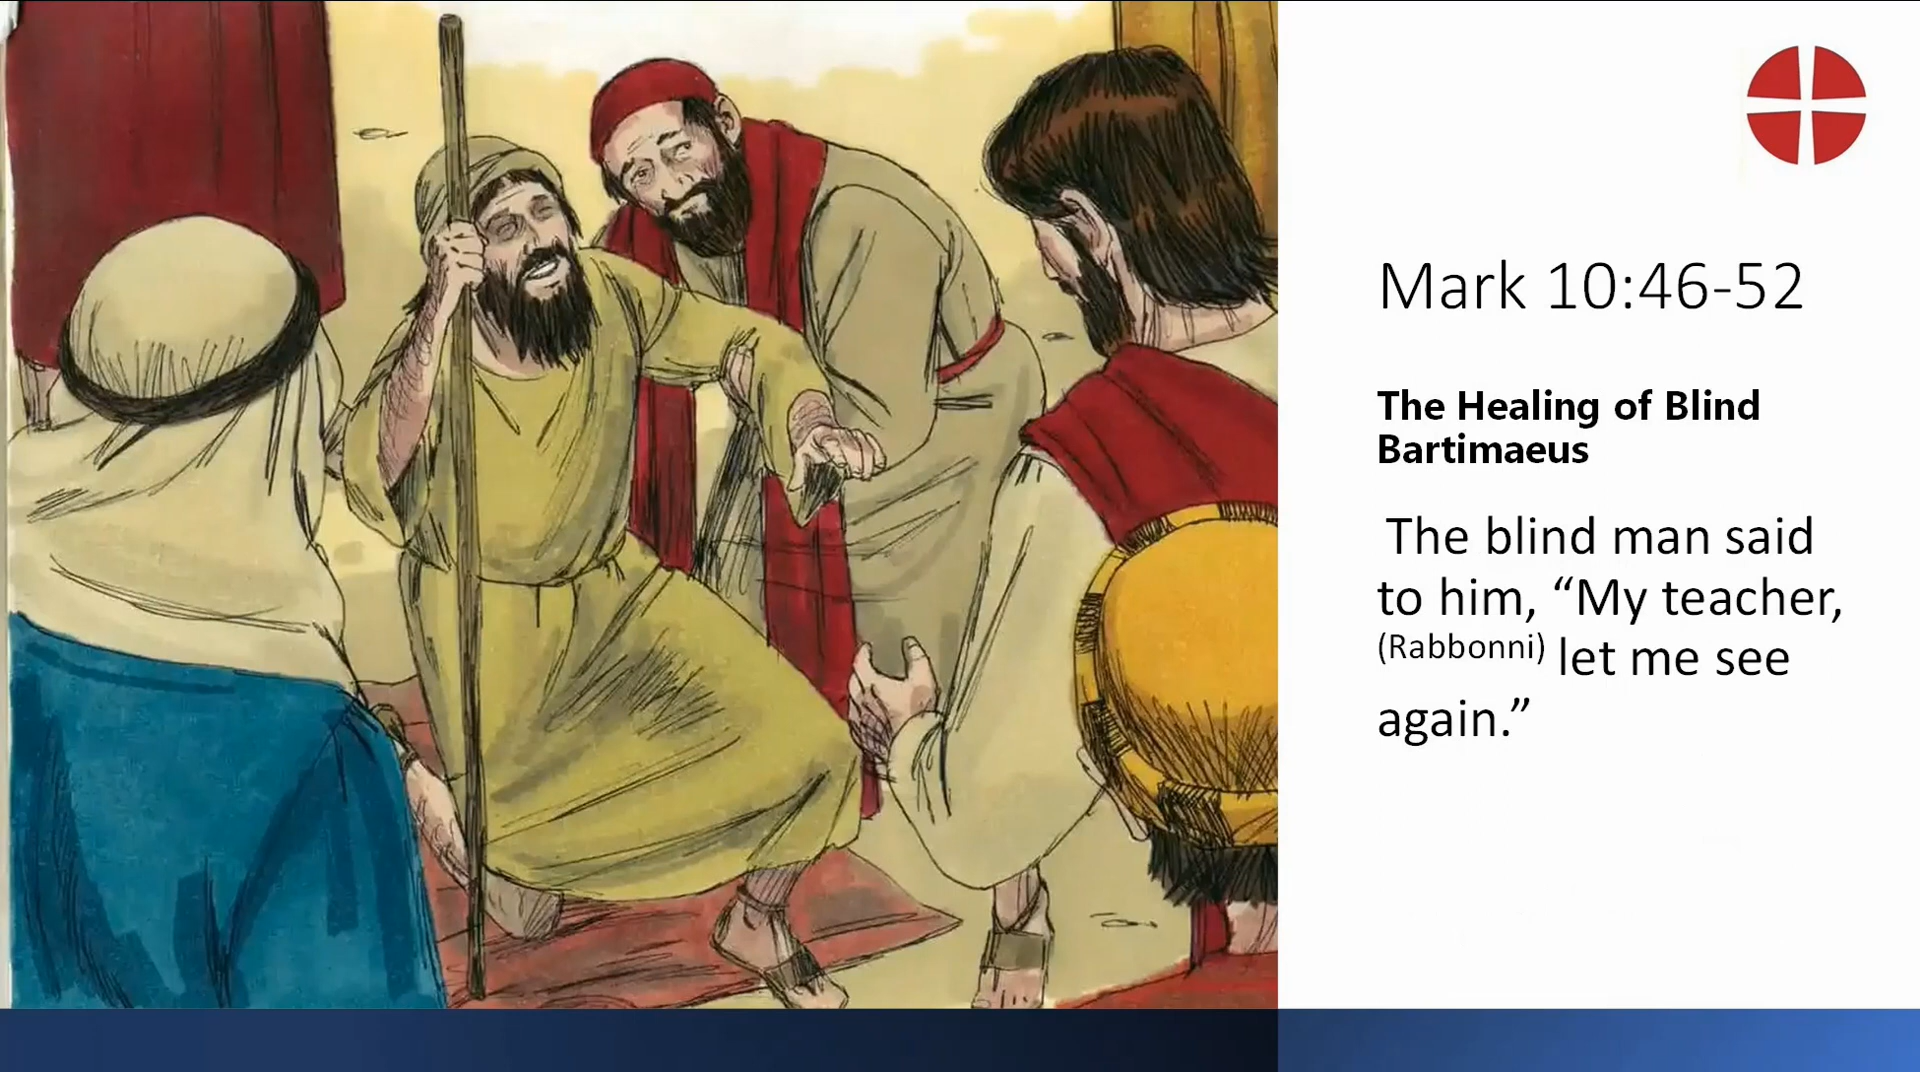 Mark 10:46-52
The Healing of Blind
Bartimaeus
The blind man said
to him, “My teacher,
(Rabbonni) let me see
again.”